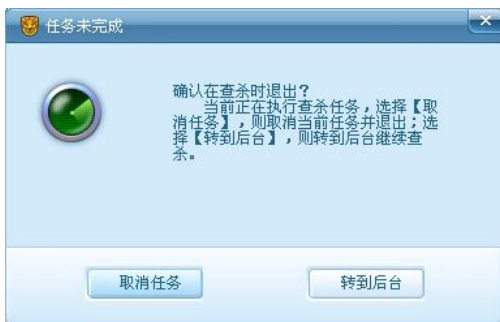 任务未完成
确认在查杀时退出？
当前正在执行查杀任务，选择【取
消任务】，则取消当前任务并退出；选
择【转到后台】，则转到后台继续查
杀。
取消任务
转到后台